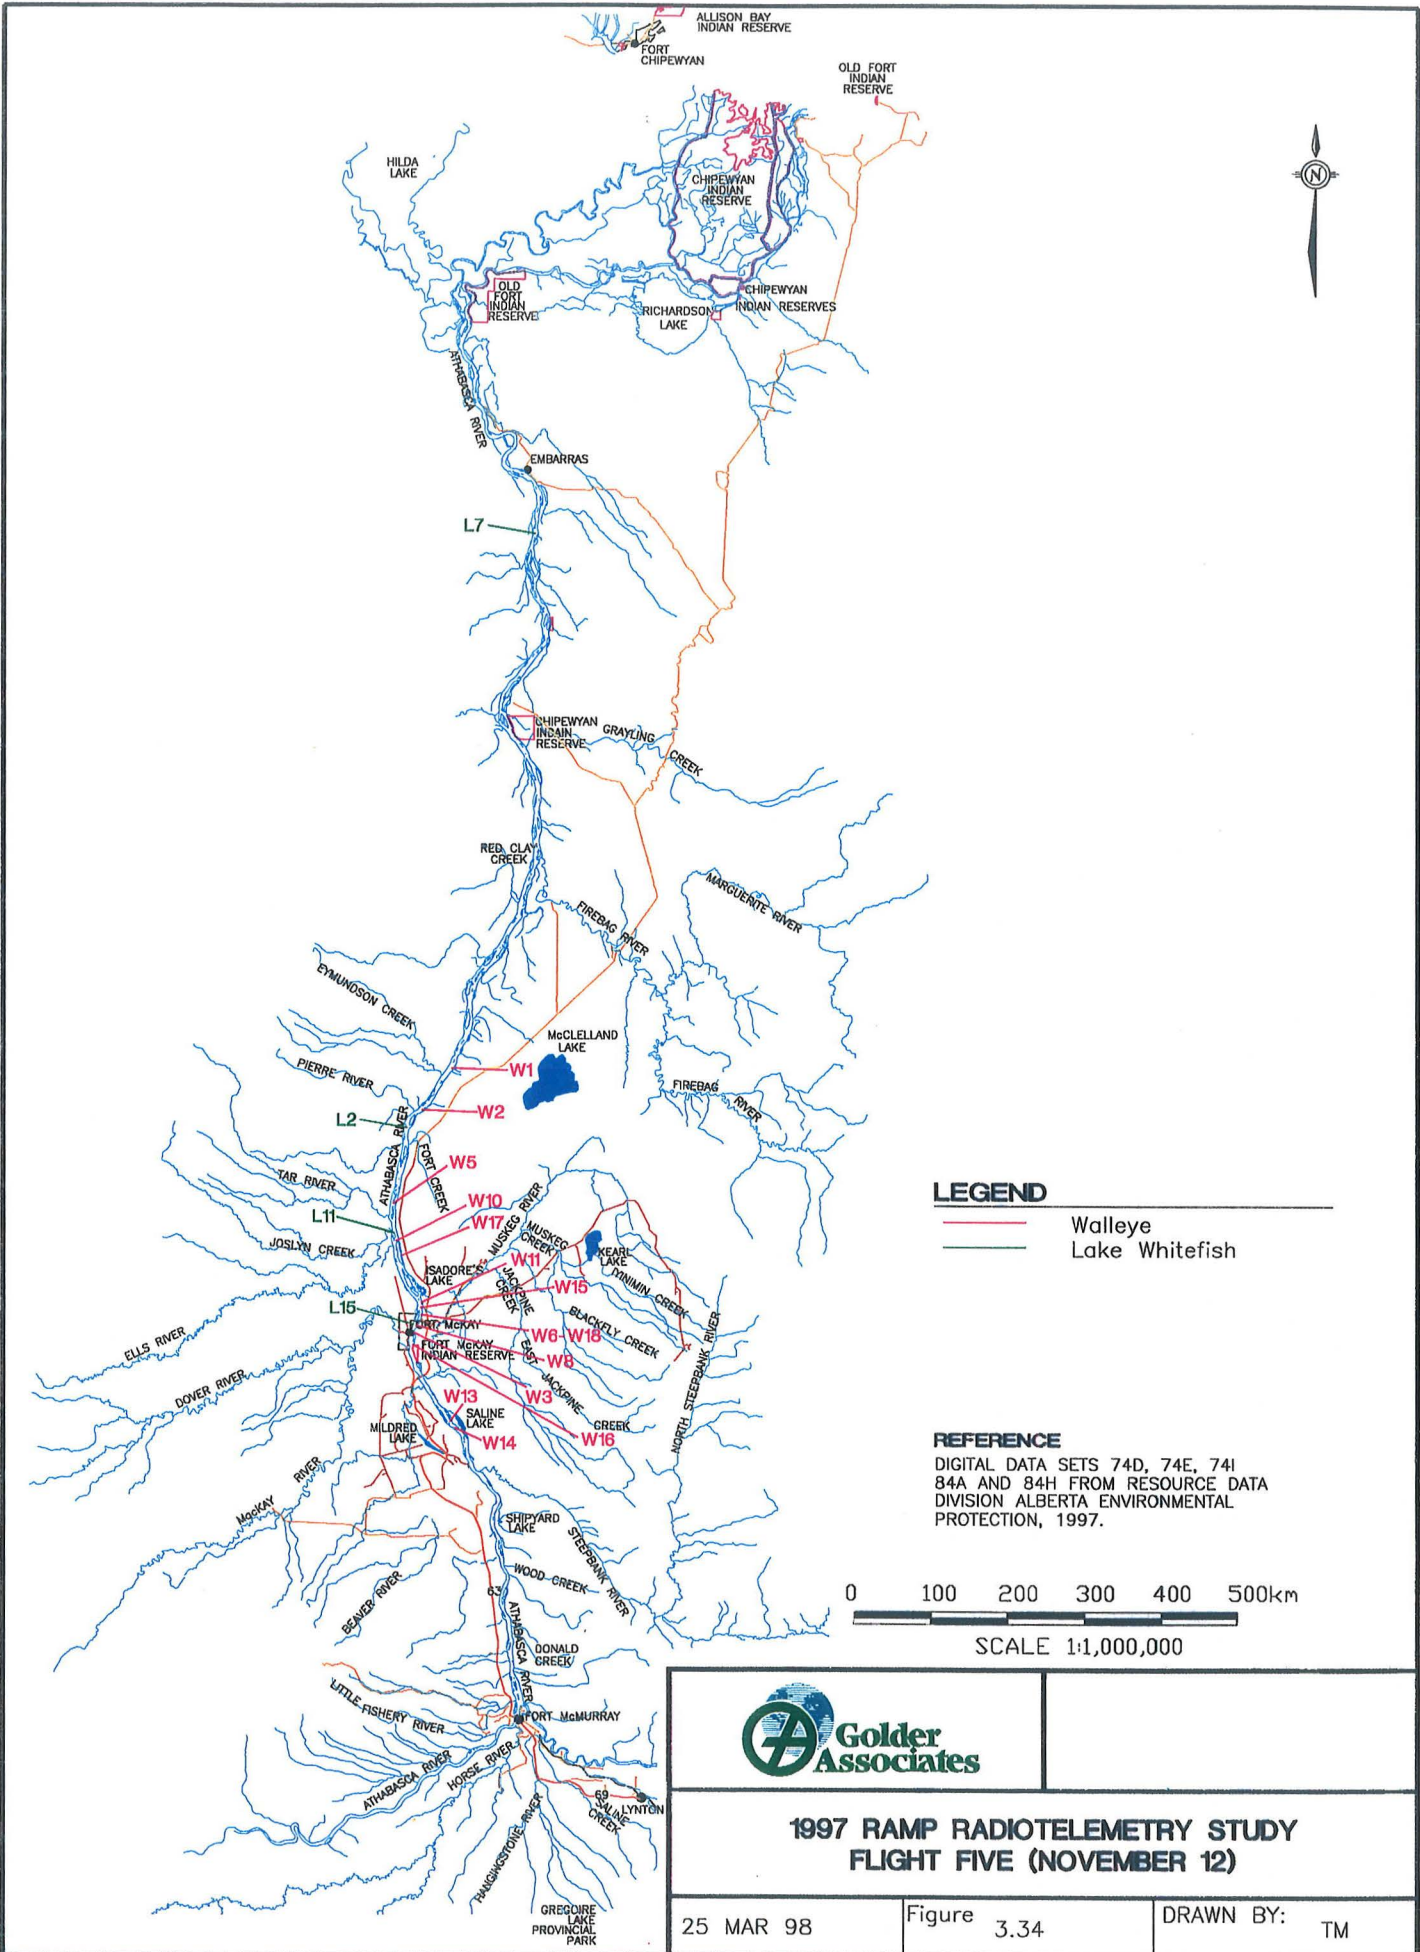 ALLISON BAY
INDIAN RESERVE
FORT
CHIPEWYAN
OLD FORT
INDIAN
RESERVE
HILDA
LAKE
CHIPEWYAN
INDIAN
RESERVE
N
OLD
FORT
INDIAN
RESERVE
CHIPEWYAN
INDIAN RESERVES
RICHARDSON
LAKE
ATHABASCA RIVER
EMBARRAS
L7
CHIPEWYAN
INDAIN
RESERVE
GRAYLING CREEK
RED CLAY
CREEK
MARGUERITE RIVER
FIREBAG RIVER
EYMUNDSON CREEK
McCLELLAND
LAKE
PIERRE RIVER
W1
FIREBAG RIVER
W2
L2
ATHABASCA RIVER
FORT CREEK
W5
TAR RIVER
W10
L11
W17
MUSKEG RIVER
MUSKEG
CREEK
JOSLYN CREEK
KEARL
LAKE
W11
ISADORE'S
LAKE
JACKPINE
CREEK
IYINIMIN CREEK
W15
L15
BLACKFLY CREEK
FORT McKAY
W6-W18
ELLS RIVER
FORT McKAY
INDIAN RESERVE
W8
EAST JACKPINE CREEK
DOVER RIVER
W13
W3
NORTH STEEPBANK RIVER
SALINE
LAKE
MILDRED
LAKE
W14
W16
MacKAY RIVER
SHIPYARD
LAKE
STEEPBANK RIVER
WOOD CREEK
BEAVER RIVER
63
ATHABASCA RIVER
DONALD
CREEK
LITTLE FISHERY RIVER
FORT McMURRAY
ATHABASCA RIVER
HORSE RIVER
69
SALINE
CREEK
LYNTON
HANGINGSTONE RIVER
GREGOIRE
LAKE
PROVINCIAL
PARK
LEGEND
Walleye
Lake Whitefish
REFERENCE
DIGITAL DATA SETS 74D, 74E, 74I
84A AND 84H FROM RESOURCE DATA
DIVISION ALBERTA ENVIRONMENTAL
PROTECTION, 1997.
0 100 200 300 400 500km
SCALE 1:1,000,000
Golder
Associates
1997 RAMP RADIOTELEMETRY STUDY
FLIGHT FIVE (NOVEMBER 12)
25 MAR 98
Figure 3.34
DRAWN BY: TM